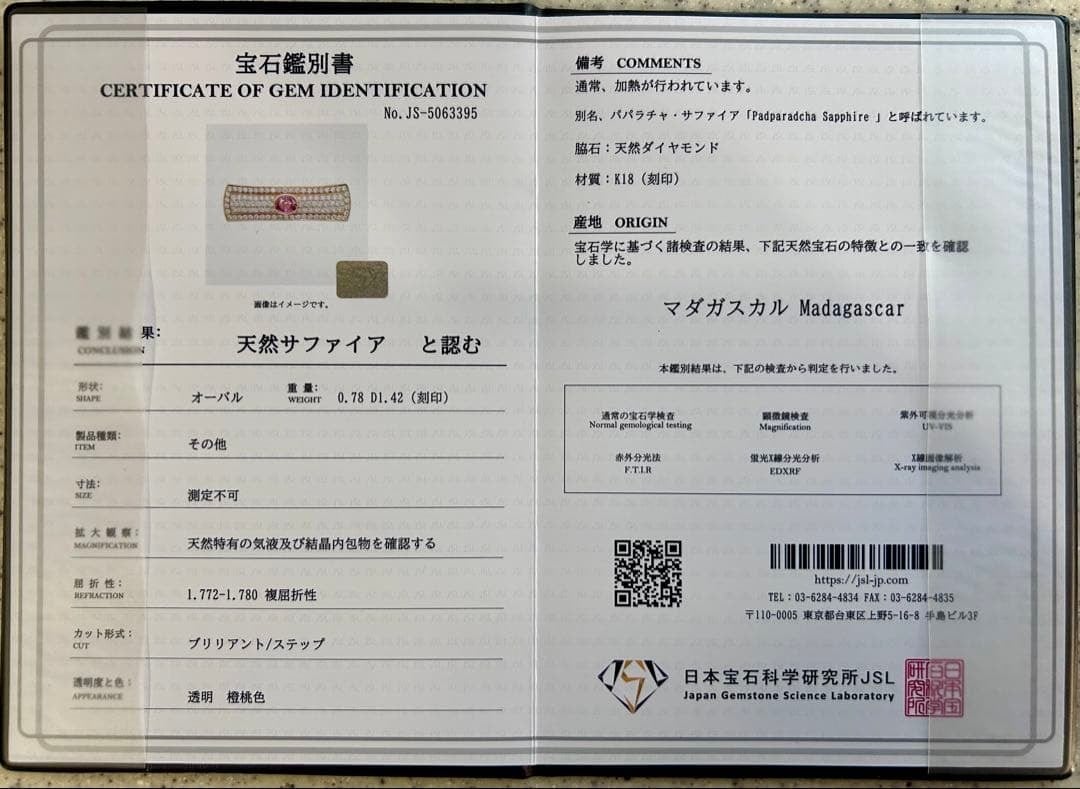 宝石鑑別書
CERTIFICATE OF GEM IDENTIFICATION
No.JS-5063395
画像はイメージです。
鑑別結果:
CONCLUSION
天然サファイア と認む
形状:
SHAPE
オーバル
重量:
WEIGHT
0.78 D1.42 (刻印)
製品種類:
ITEM
その他
寸法:
SIZE
測定不可
拡大観察:
MAGNIFICATION
天然特有の気液及び結晶内包物を確認する
屈折性:
REFRACTION
1.772-1.780 複屈折性
カット形式:
CUT
ブリリアント/ステップ
透明度と色:
APPEARANCE
透明 橙桃色
備考 COMMENTS
通常、加熱が行われています。
別名、パパラチャ・サファイア「Padparadcha Sapphire 」と呼ばれています。
脇石：天然ダイヤモンド
材質：K18 (刻印)
産地 ORIGIN
宝石学に基づく諸検査の結果、下記天然宝石の特徴との一致を確認
しました。
マダガスカル Madagascar
本鑑別結果は、下記の検査から判定を行いました。
通常の宝石学検査
Normal gemological testing
顕微鏡検査
Magnification
紫外可視分光分析
UV-VIS
赤外分光法
F.T.I.R
蛍光X線分光分析
EDXRF
X線画像解析
X-ray imaging analysis
https://jsl-jp.com
TEL：03-6284-4834 FAX：03-6284-4835
〒110-0005 東京都台東区上野5-16-8 手島ビル3F
日本宝石科学研究所JSL
Japan Gemstone Science Laboratory